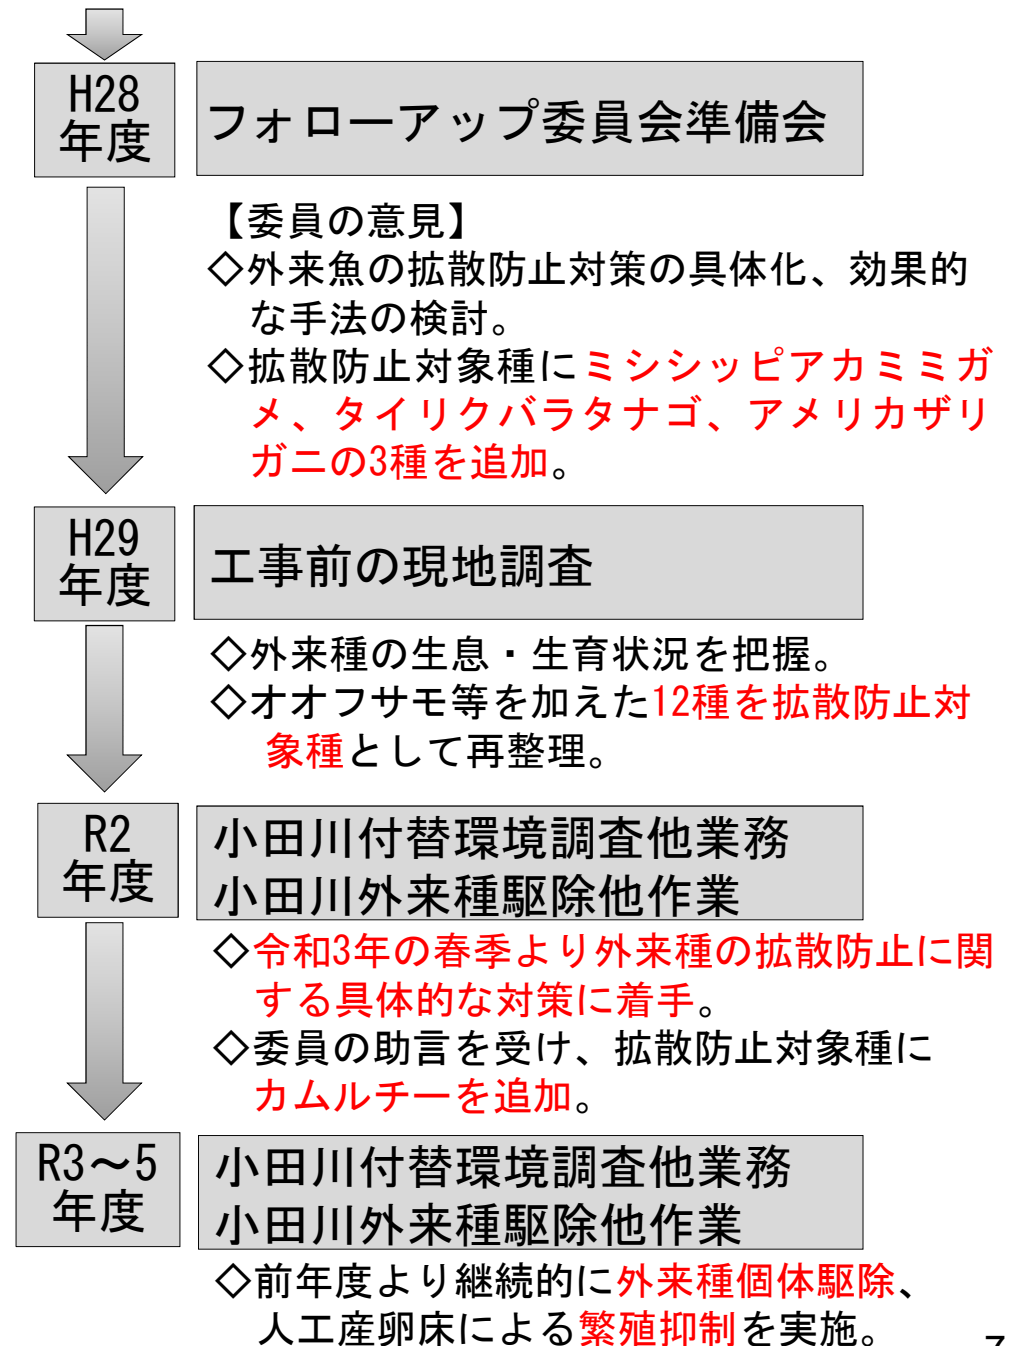 H28
年度
フォローアップ委員会準備会
【委員の意見】
◇外来魚の拡散防止対策の具体化、効果的
な手法の検討。
◇拡散防止対象種にミシシッピアカミミガ
メ、タイリクバラタナゴ、アメリカザリ
ガニの3種を追加。
H29
年度
工事前の現地調査
◇外来種の生息・生育状況を把握。
◇オオフサモ等を加えた12種を拡散防止対
象種として再整理。
R2
年度
小田川付替環境調査他業務
小田川外来種駆除他作業
◇令和3年の春季より外来種の拡散防止に関
する具体的な対策に着手。
◇委員の助言を受け、拡散防止対象種に
カムルチーを追加。
R3～5
年度
小田川付替環境調査他業務
小田川外来種駆除他作業
◇前年度より継続的に外来種個体駆除、
人工産卵床による繁殖抑制を実施。
7